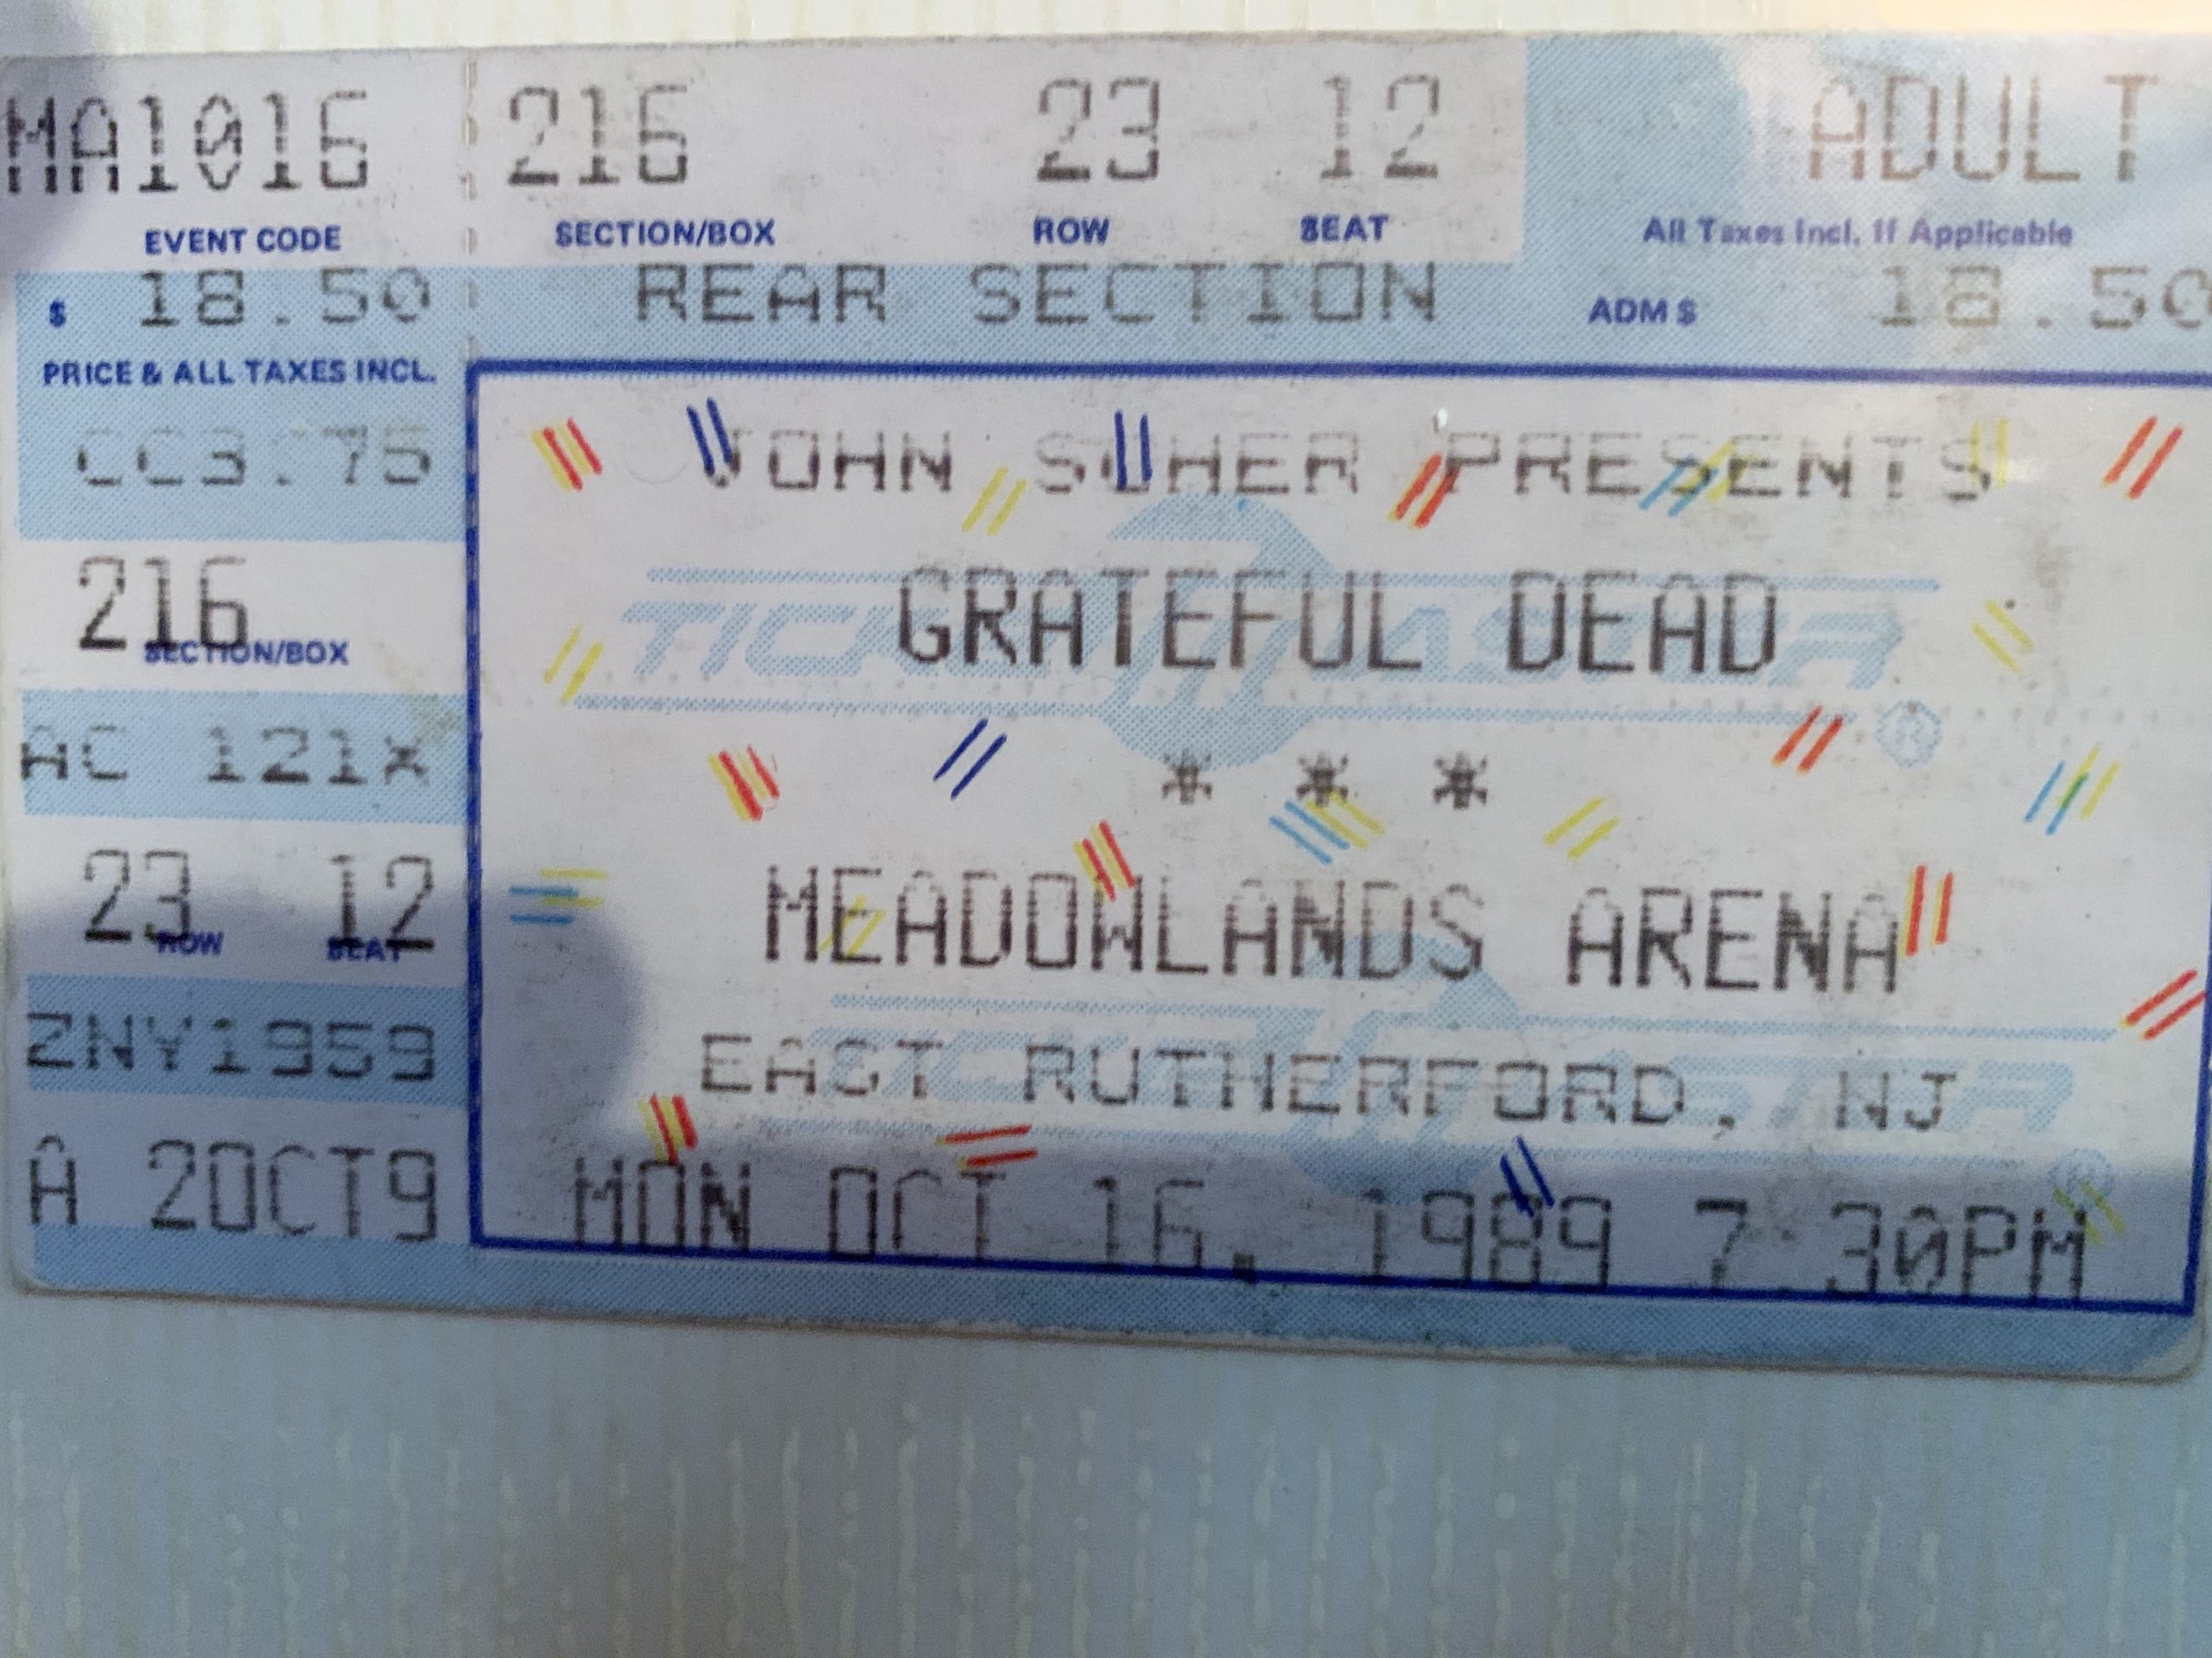 MA1016 216 23 12 ADULT
EVENT CODE SECTION/BOX ROW SEAT All Taxes Incl. If Applicable
$ 18.50 REAR SECTION ADM $ 18.50
PRICE & ALL TAXES INCL.
CC3.75
JOHN SCHER PRESENTS
216
SECTION/BOX
GRATEFUL DEAD
TICKETMASTER ®
AC 121X
* * *
23 12
ROW SEAT
MEADOWLANDS ARENA
ZNY1959
EAST RUTHERFORD, NJ
TICKETMASTER ®
A 2OCT9
MON OCT 16, 1989 7:30PM